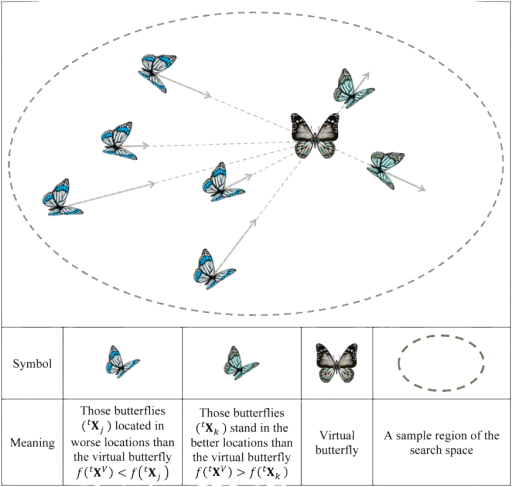 Symbol
Meaning
Those butterflies
(ᵗ𝐗ⱼ) located in
worse locations than
the virtual butterfly
f(ᵗ𝐗ⱽ) < f(ᵗ𝐗ⱼ)
Those butterflies
(ᵗ𝐗ₖ) stand in the
better locations than
the virtual butterfly
f(ᵗ𝐗ⱽ) > f(ᵗ𝐗ₖ)
Virtual
butterfly
A sample region of the
search space